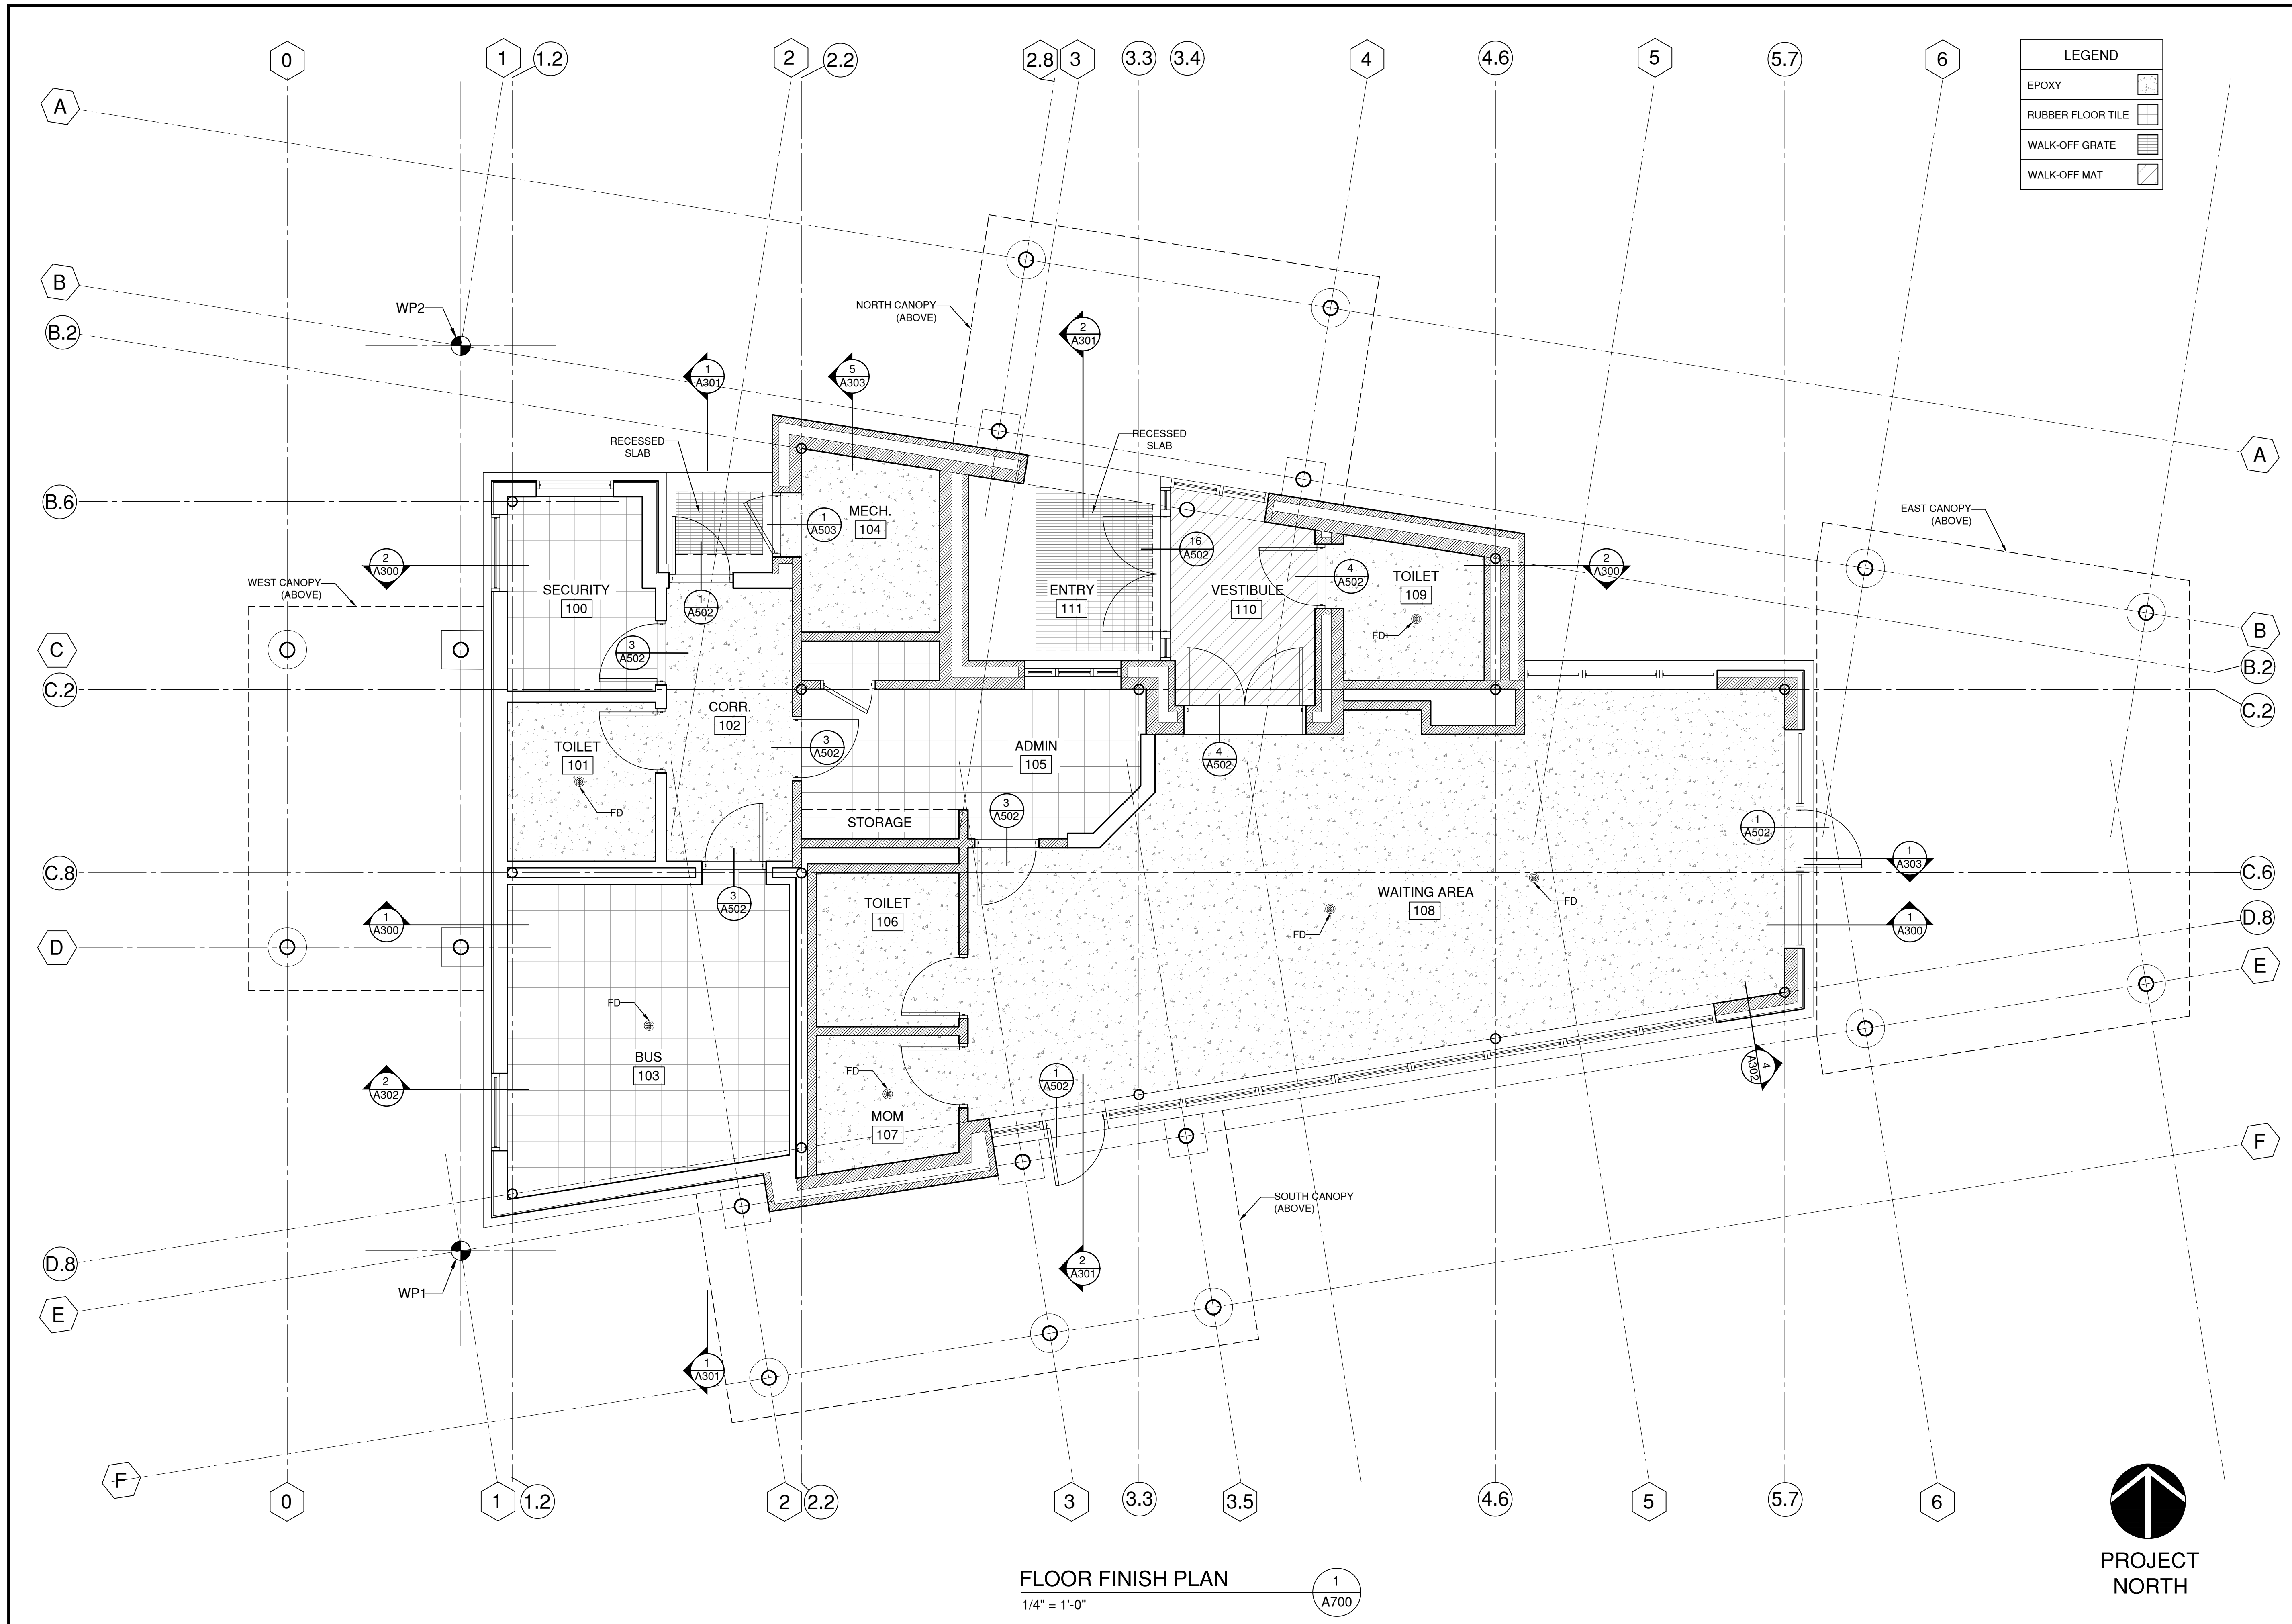 0
1
1.2
2
2.2
2.8
3
3.3
3.4
4
4.6
5
5.7
6
LEGEND
EPOXY
RUBBER FLOOR TILE
WALK-OFF GRATE
WALK-OFF MAT
A
B
B.2
WP2
NORTH CANOPY
(ABOVE)
2
A301
1
A301
5
A303
RECESSED
SLAB
RECESSED
SLAB
A
B.6
EAST CANOPY
(ABOVE)
MECH.
104
1
A503
16
A502
2
A300
WEST CANOPY
(ABOVE)
SECURITY
100
1
A502
ENTRY
111
VESTIBULE
110
4
A502
TOILET
109
FD
2
A300
B
B.2
C
3
A502
C.2
C.2
CORR.
102
TOILET
101
FD
3
A502
ADMIN
105
4
A502
STORAGE
3
A502
1
A502
1
A303
C.8
C.6
3
A502
TOILET
106
WAITING AREA
108
FD
FD
1
A300
1
A300
D.8
D
E
FD
BUS
103
2
A302
FD
MOM
107
1
A502
4
A302
F
SOUTH CANOPY
(ABOVE)
D.8
E
WP1
2
A301
1
A301
F
0
1
1.2
2
2.2
3
3.3
3.5
4.6
5
5.7
6
PROJECT
NORTH
FLOOR FINISH PLAN
1/4" = 1'-0"
1
A700